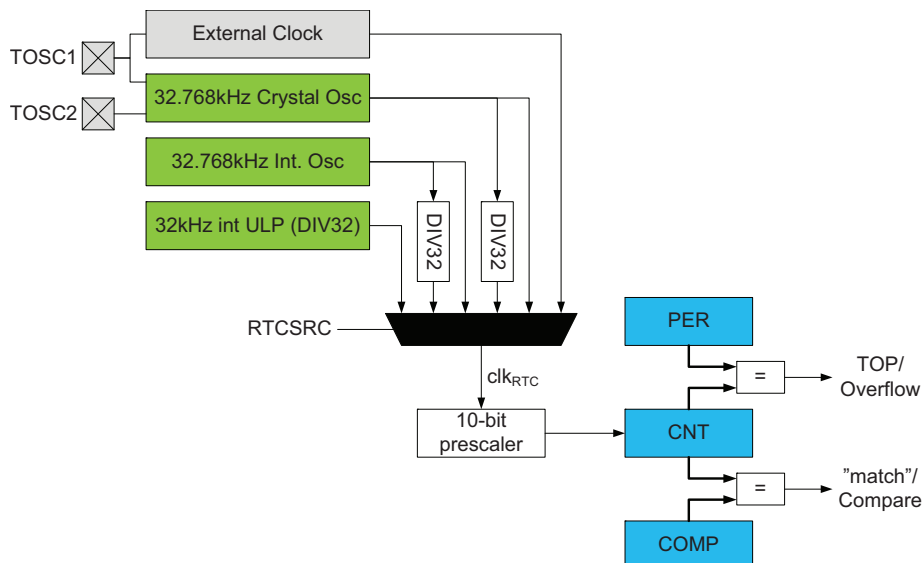 External Clock
TOSC1
32.768kHz Crystal Osc
TOSC2
32.768kHz Int. Osc
32kHz int ULP (DIV32)
DIV32
DIV32
RTCSRC
PER
=
TOP/
Overflow
clkRTC
10-bit
prescaler
CNT
=
"match"/
Compare
COMP